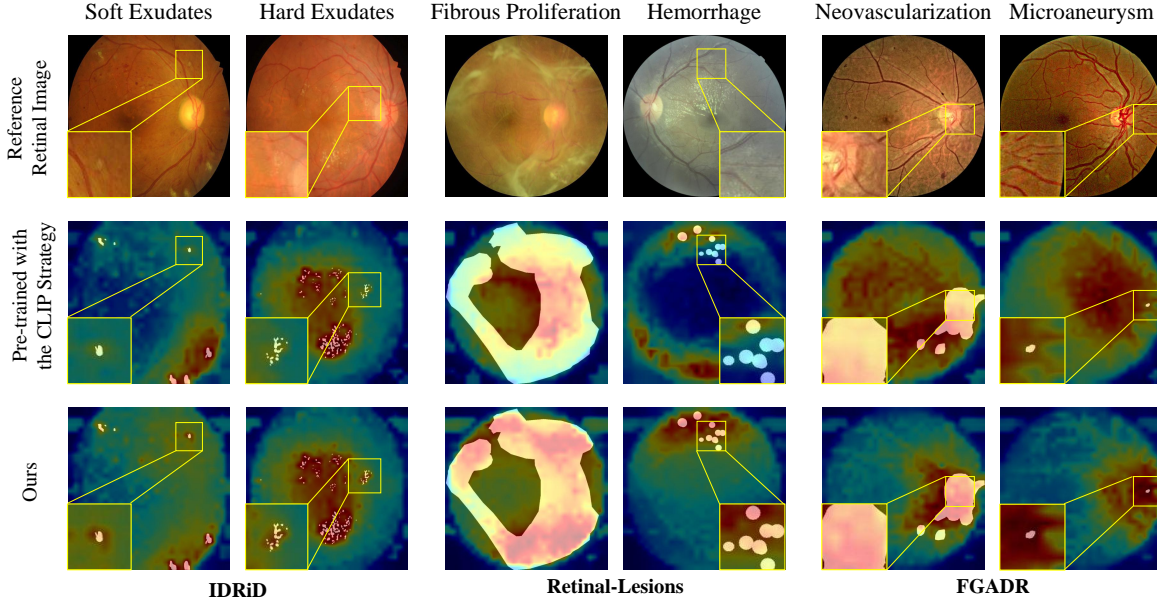 Soft Exudates
Hard Exudates
Fibrous Proliferation
Hemorrhage
Neovascularization
Microaneurysm
Reference
Retinal Image
Pre-trained with
the CLIP Strategy
Ours
IDRiD
Retinal-Lesions
FGADR